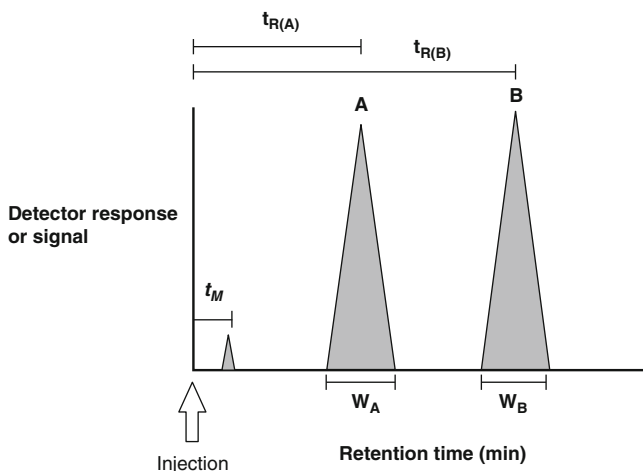 t_R(A)
t_R(B)
A
B
Detector response
or signal
t_M
W_A
W_B
Injection
Retention time (min)